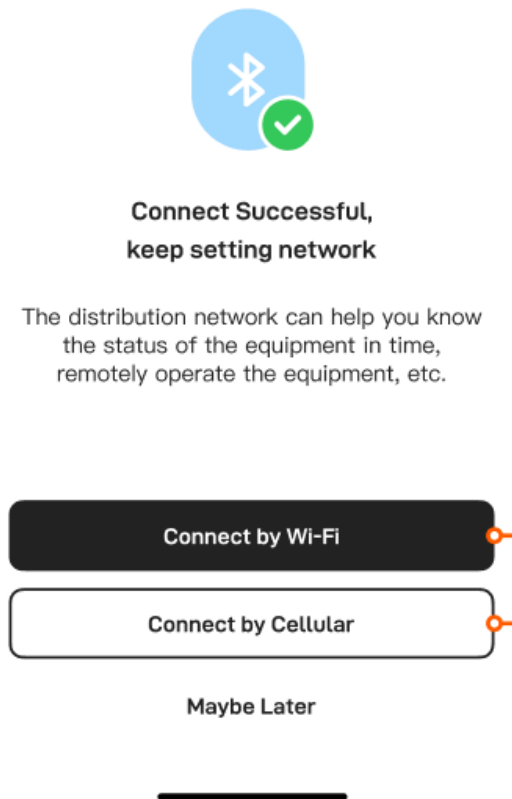 Connect Successful,
keep setting network
The distribution network can help you know
the status of the equipment in time,
remotely operate the equipment, etc.
Connect by Wi-Fi
Connect by Cellular
Maybe Later